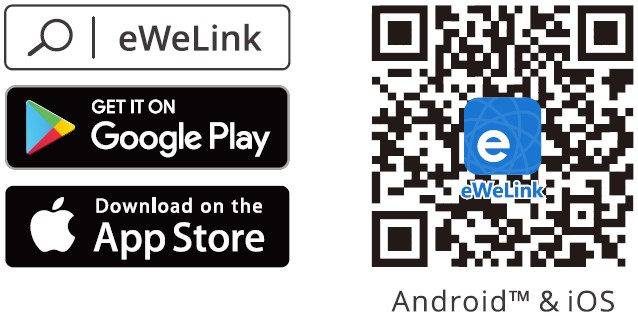 eWeLink
GET IT ON
Google Play
Download on the
App Store
e
eWeLink
Android™ & iOS